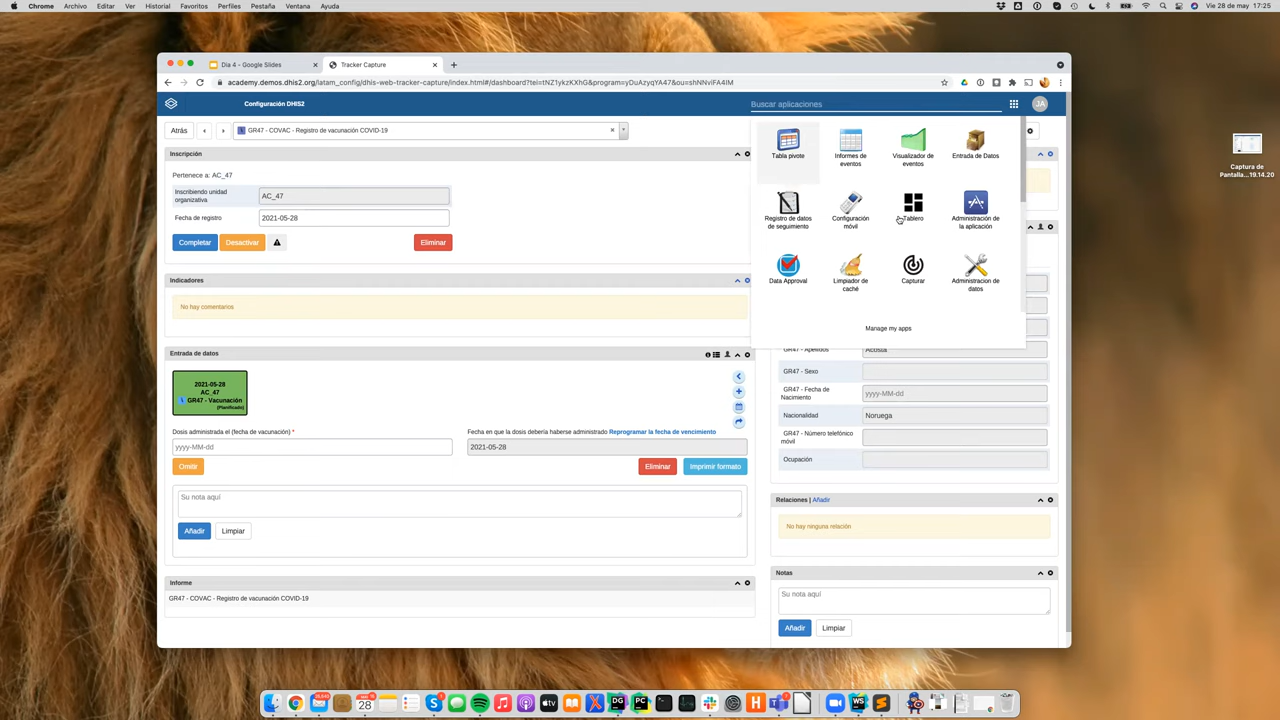 Chrome Archivo Editar Ver Historial Favoritos Perfiles Pestaña Ventana Ayuda
Vie 28 de may 17:25
Día 4 - Google Slides
Tracker Capture
academy.demos.dhis2.org/latam_config/dhis-web-tracker-capture/index.html#/dashboard?tei=tNZ1ykzKXhG&program=yDuAzyqYA47&ou=shNNviFA4IM
Configuración DHIS2
Buscar aplicaciones
JA
Atrás
GR47 - COVAC - Registro de vacunación COVID-19
Inscripción
Pertenece a: AC_47
Inscribiendo unidad organizativa
AC_47
Fecha de registro
2021-05-28
Completar
Desactivar
Eliminar
Indicadores
No hay comentarios
Entrada de datos
2021-05-28
AC_47
GR47 - Vacunación
(Planificado)
Dosis administrada el (fecha de vacunación) *
Fecha en que la dosis debería haberse administrado Reprogramar la fecha de vencimiento
yyyy-MM-dd
2021-05-28
Omitir
Eliminar
Imprimir formato
Su nota aquí
Añadir
Limpiar
Informe
GR47 - COVAC - Registro de vacunación COVID-19
Tabla pivote
Informes de eventos
Visualizador de eventos
Entrada de Datos
Registro de datos de seguimiento
Configuración móvil
Tablero
Administración de la aplicación
Data Approval
Limpiador de caché
Capturar
Administracion de datos
Manage my apps
GR47 - Apellidos
Acosta
GR47 - Sexo
GR47 - Fecha de Nacimiento
yyyy-MM-dd
Nacionalidad
Noruega
GR47 - Número telefónico móvil
Ocupación
Relaciones | Añadir
No hay ninguna relación
Notas
Su nota aquí
Añadir
Limpiar
Captura de
Pantalla...19.14.20